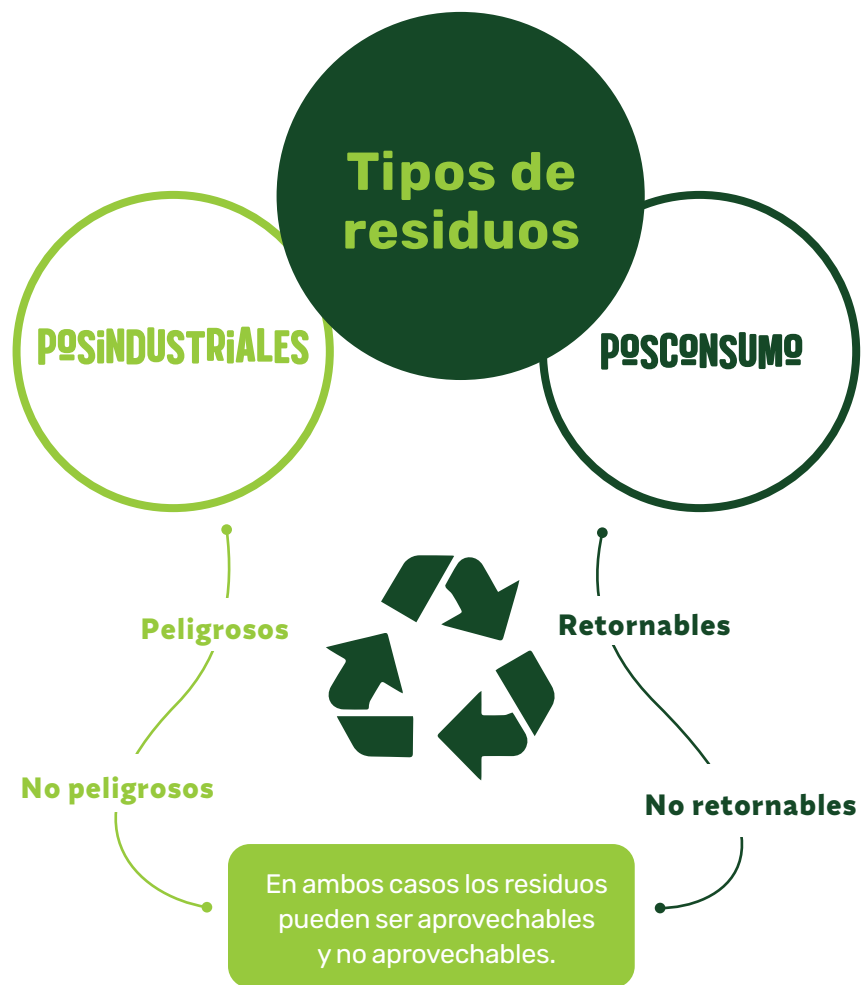 Tipos de
residuos
POSiNDUSTRiALES
POSCONSUMO
Peligrosos
Retornables
No peligrosos
No retornables
En ambos casos los residuos
pueden ser aprovechables
y no aprovechables.